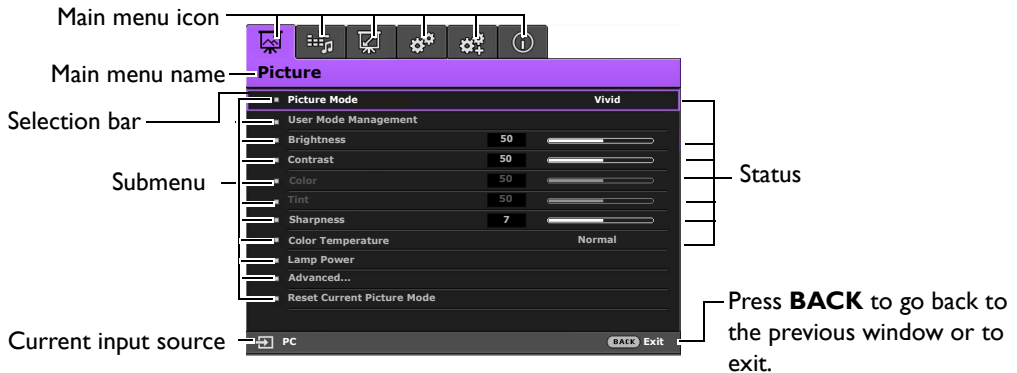 Main menu icon
Main menu name
Picture
Picture Mode Vivid
Selection bar
User Mode Management
Brightness 50
Contrast 50
Submenu
Color 50
Status
Tint 50
Sharpness 7
Color Temperature Normal
Lamp Power
Advanced...
Reset Current Picture Mode
Press BACK to go back to
the previous window or to
exit.
Current input source
PC BACK Exit